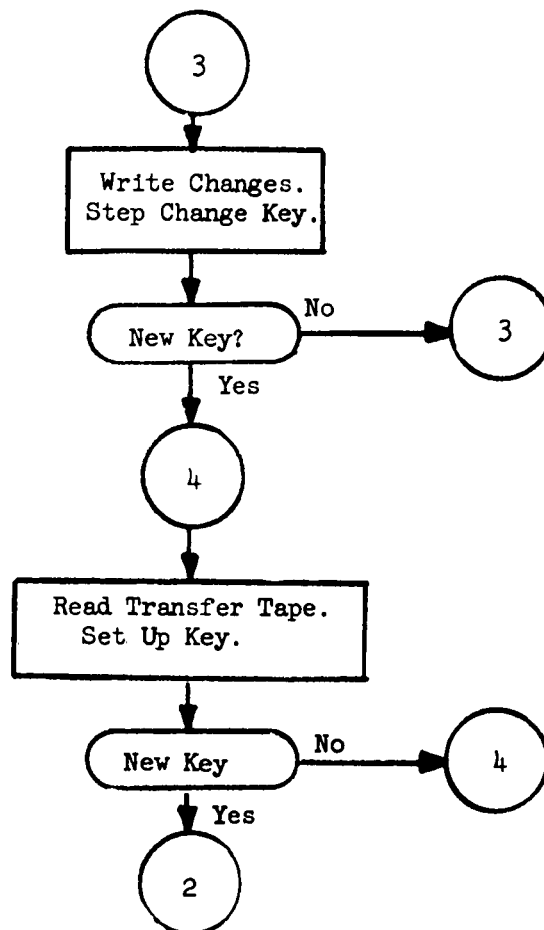 3
Write Changes.
Step Change Key.
No
New Key?
3
Yes
4
Read Transfer Tape.
Set Up Key.
No
New Key
4
Yes
2